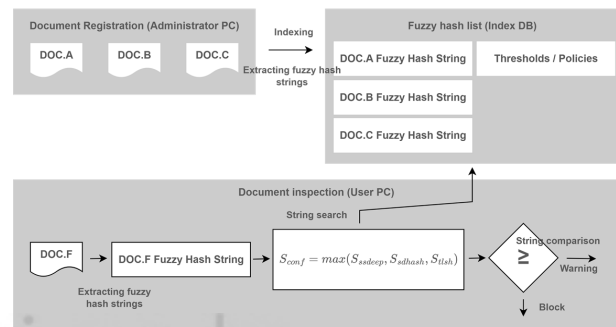 Document Registration (Administrator PC)
DOC.A
DOC.B
DOC.C
Indexing
Extracting fuzzy hash
strings
Fuzzy hash list (Index DB)
DOC.A Fuzzy Hash String
Thresholds / Policies
DOC.B Fuzzy Hash String
DOC.C Fuzzy Hash String
Document inspection (User PC)
String search
DOC.F
DOC.F Fuzzy Hash String
S_conf = max(S_ssdeep, S_sdhash, S_tlsh)
≥
String comparison
Warning
Extracting fuzzy
hash strings
Block